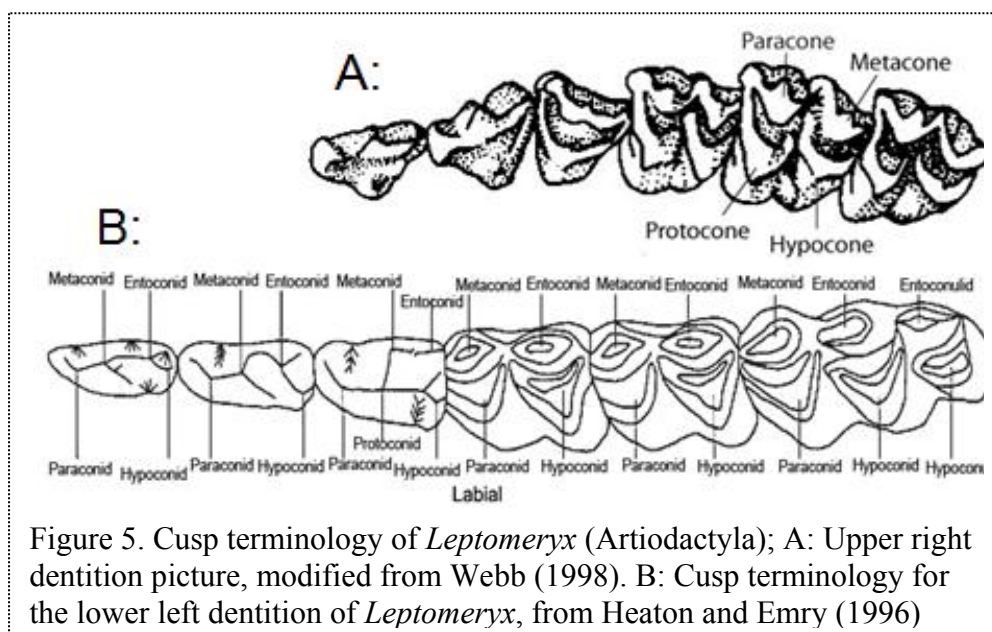 A:
Paracone
Metacone
Protocone
Hypocone
B:
Metaconid Entoconid Metaconid Entoconid Metaconid Entoconid Metaconid Entoconid Metaconid Entoconid Metaconid Entoconid Entoconulid
Paraconid Hypoconid Paraconid Hypoconid Protoconid Paraconid Hypoconid Paraconid Hypoconid Paraconid Hypoconid Paraconid Hypoconid Hypoconu
Labial
Figure 5. Cusp terminology of Leptomeryx (Artiodactyla); A: Upper right
dentition picture, modified from Webb (1998). B: Cusp terminology for
the lower left dentition of Leptomeryx, from Heaton and Emry (1996)